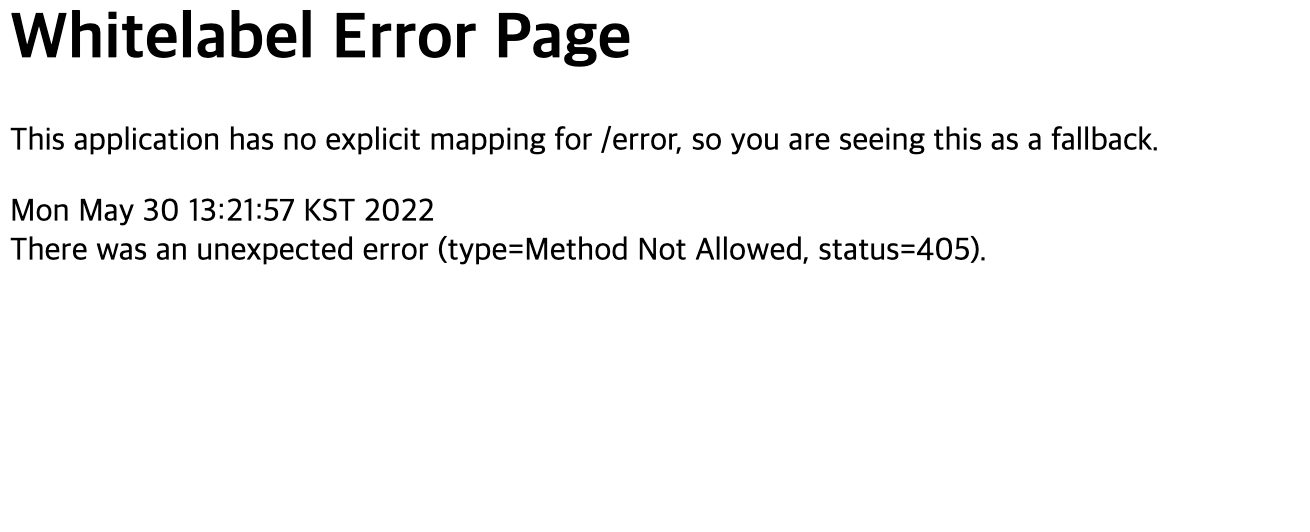 Whitelabel Error Page
This application has no explicit mapping for /error, so you are seeing this as a fallback.
Mon May 30 13:21:57 KST 2022
There was an unexpected error (type=Method Not Allowed, status=405).